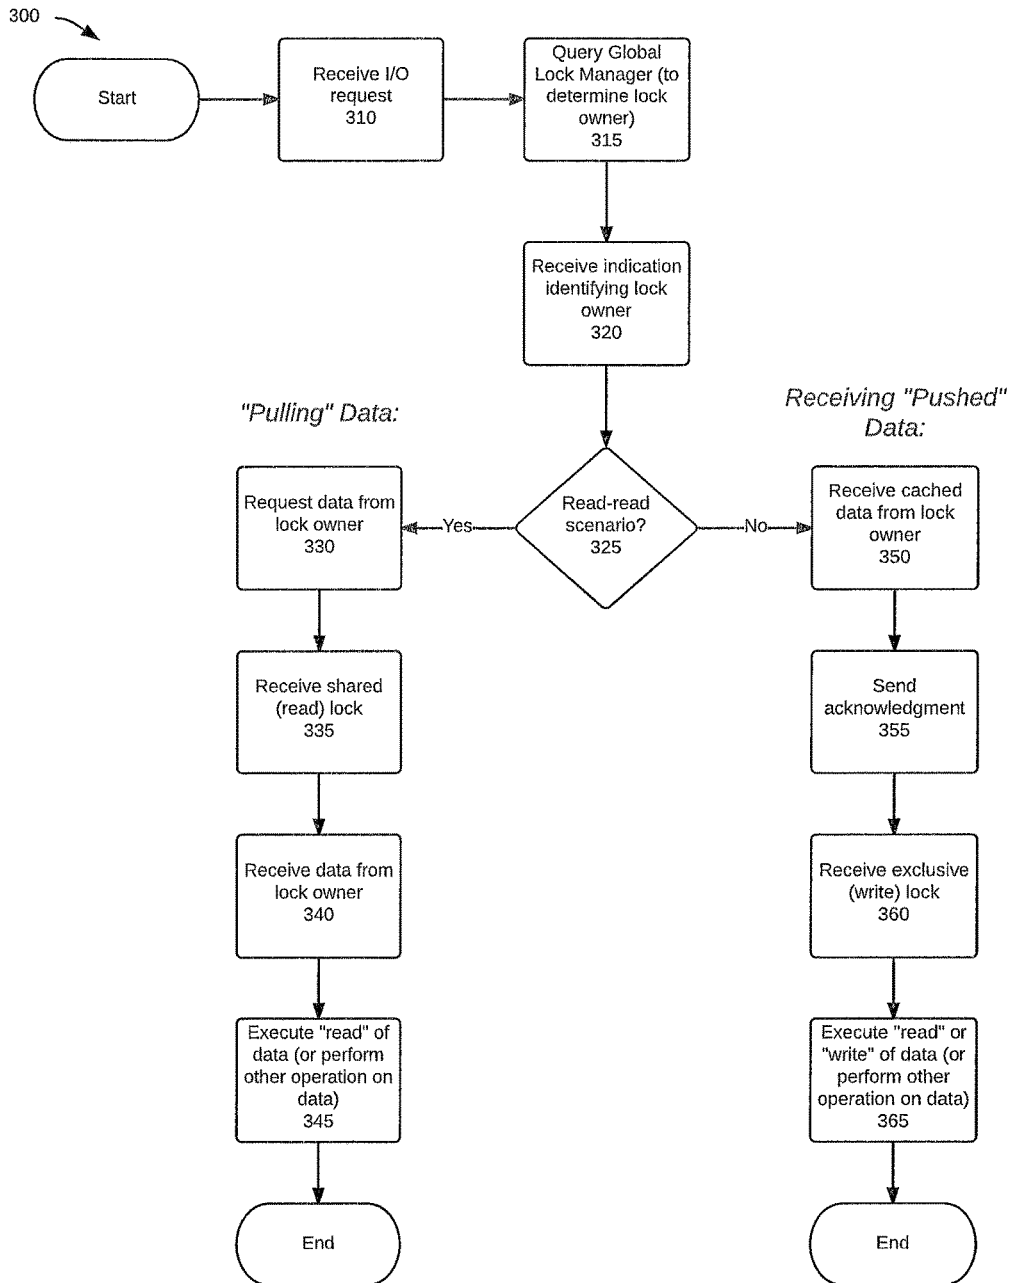 300
Start
Receive I/O
request
310
Query Global
Lock Manager (to
determine lock
owner)
315
Receive indication
identifying lock
owner
320
Read-read
scenario?
325
Yes
No
"Pulling" Data:
Request data from
lock owner
330
Receive shared
(read) lock
335
Receive data from
lock owner
340
Execute "read" of
data (or perform
other operation on
data)
345
End
Receiving "Pushed"
Data:
Receive cached
data from lock
owner
350
Send
acknowledgment
355
Receive exclusive
(write) lock
360
Execute "read" or
"write" of data (or
perform other
operation on data)
365
End